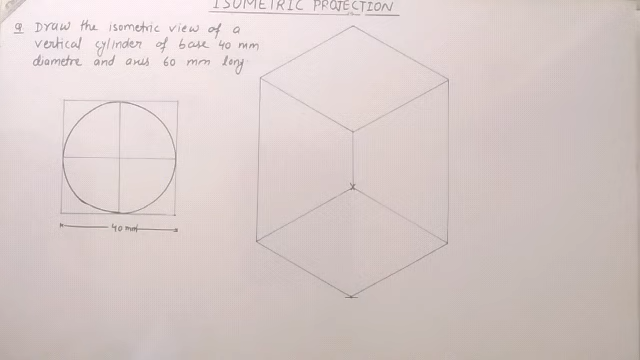 ISOMETRIC PROJECTION
Q Draw the isometric view of a
vertical cylinder of base 40 mm
diametre and axis 60 mm long
40 mm